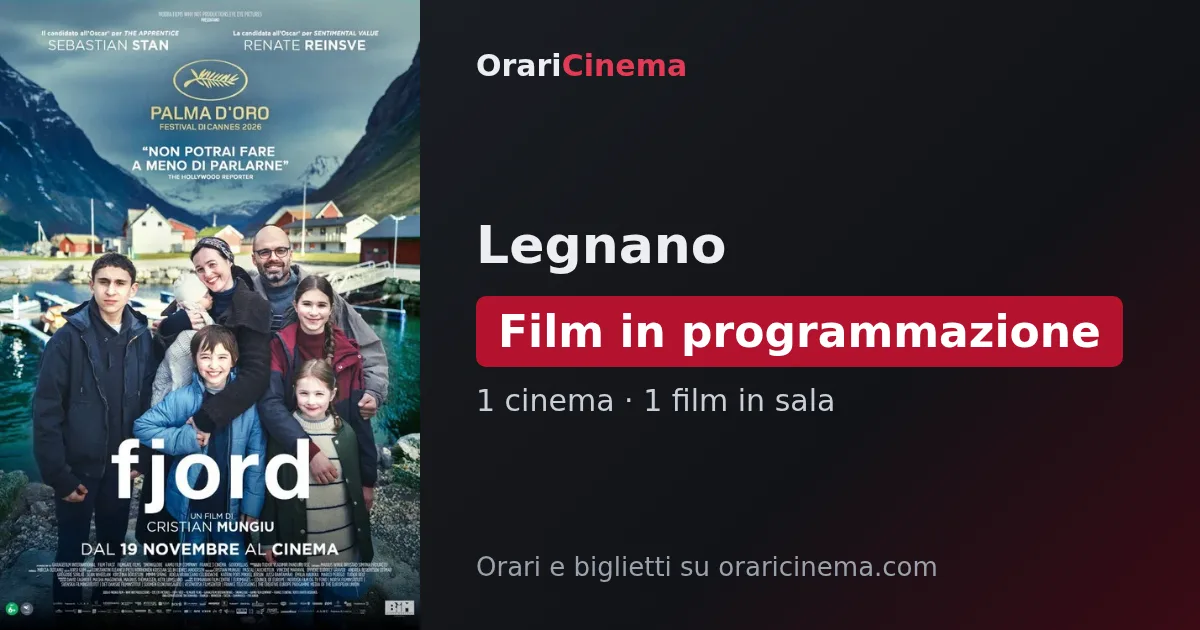 Il candidato all'Oscar® per THE APPRENTICE
SEBASTIAN STAN
La candidata all'Oscar® per SENTIMENTAL VALUE
RENATE REINSVE
PALMA D'ORO
FESTIVAL DI CANNES 2026
“NON POTRAI FARE
A MENO DI PARLARNE”
THE HOLLYWOOD REPORTER
fjord
UN FILM DI
CRISTIAN MUNGIU
DAL 19 NOVEMBRE AL CINEMA
BiM
OrariCinema
Legnano
Film in programmazione
1 cinema · 1 film in sala
Orari e biglietti su oraricinema.com